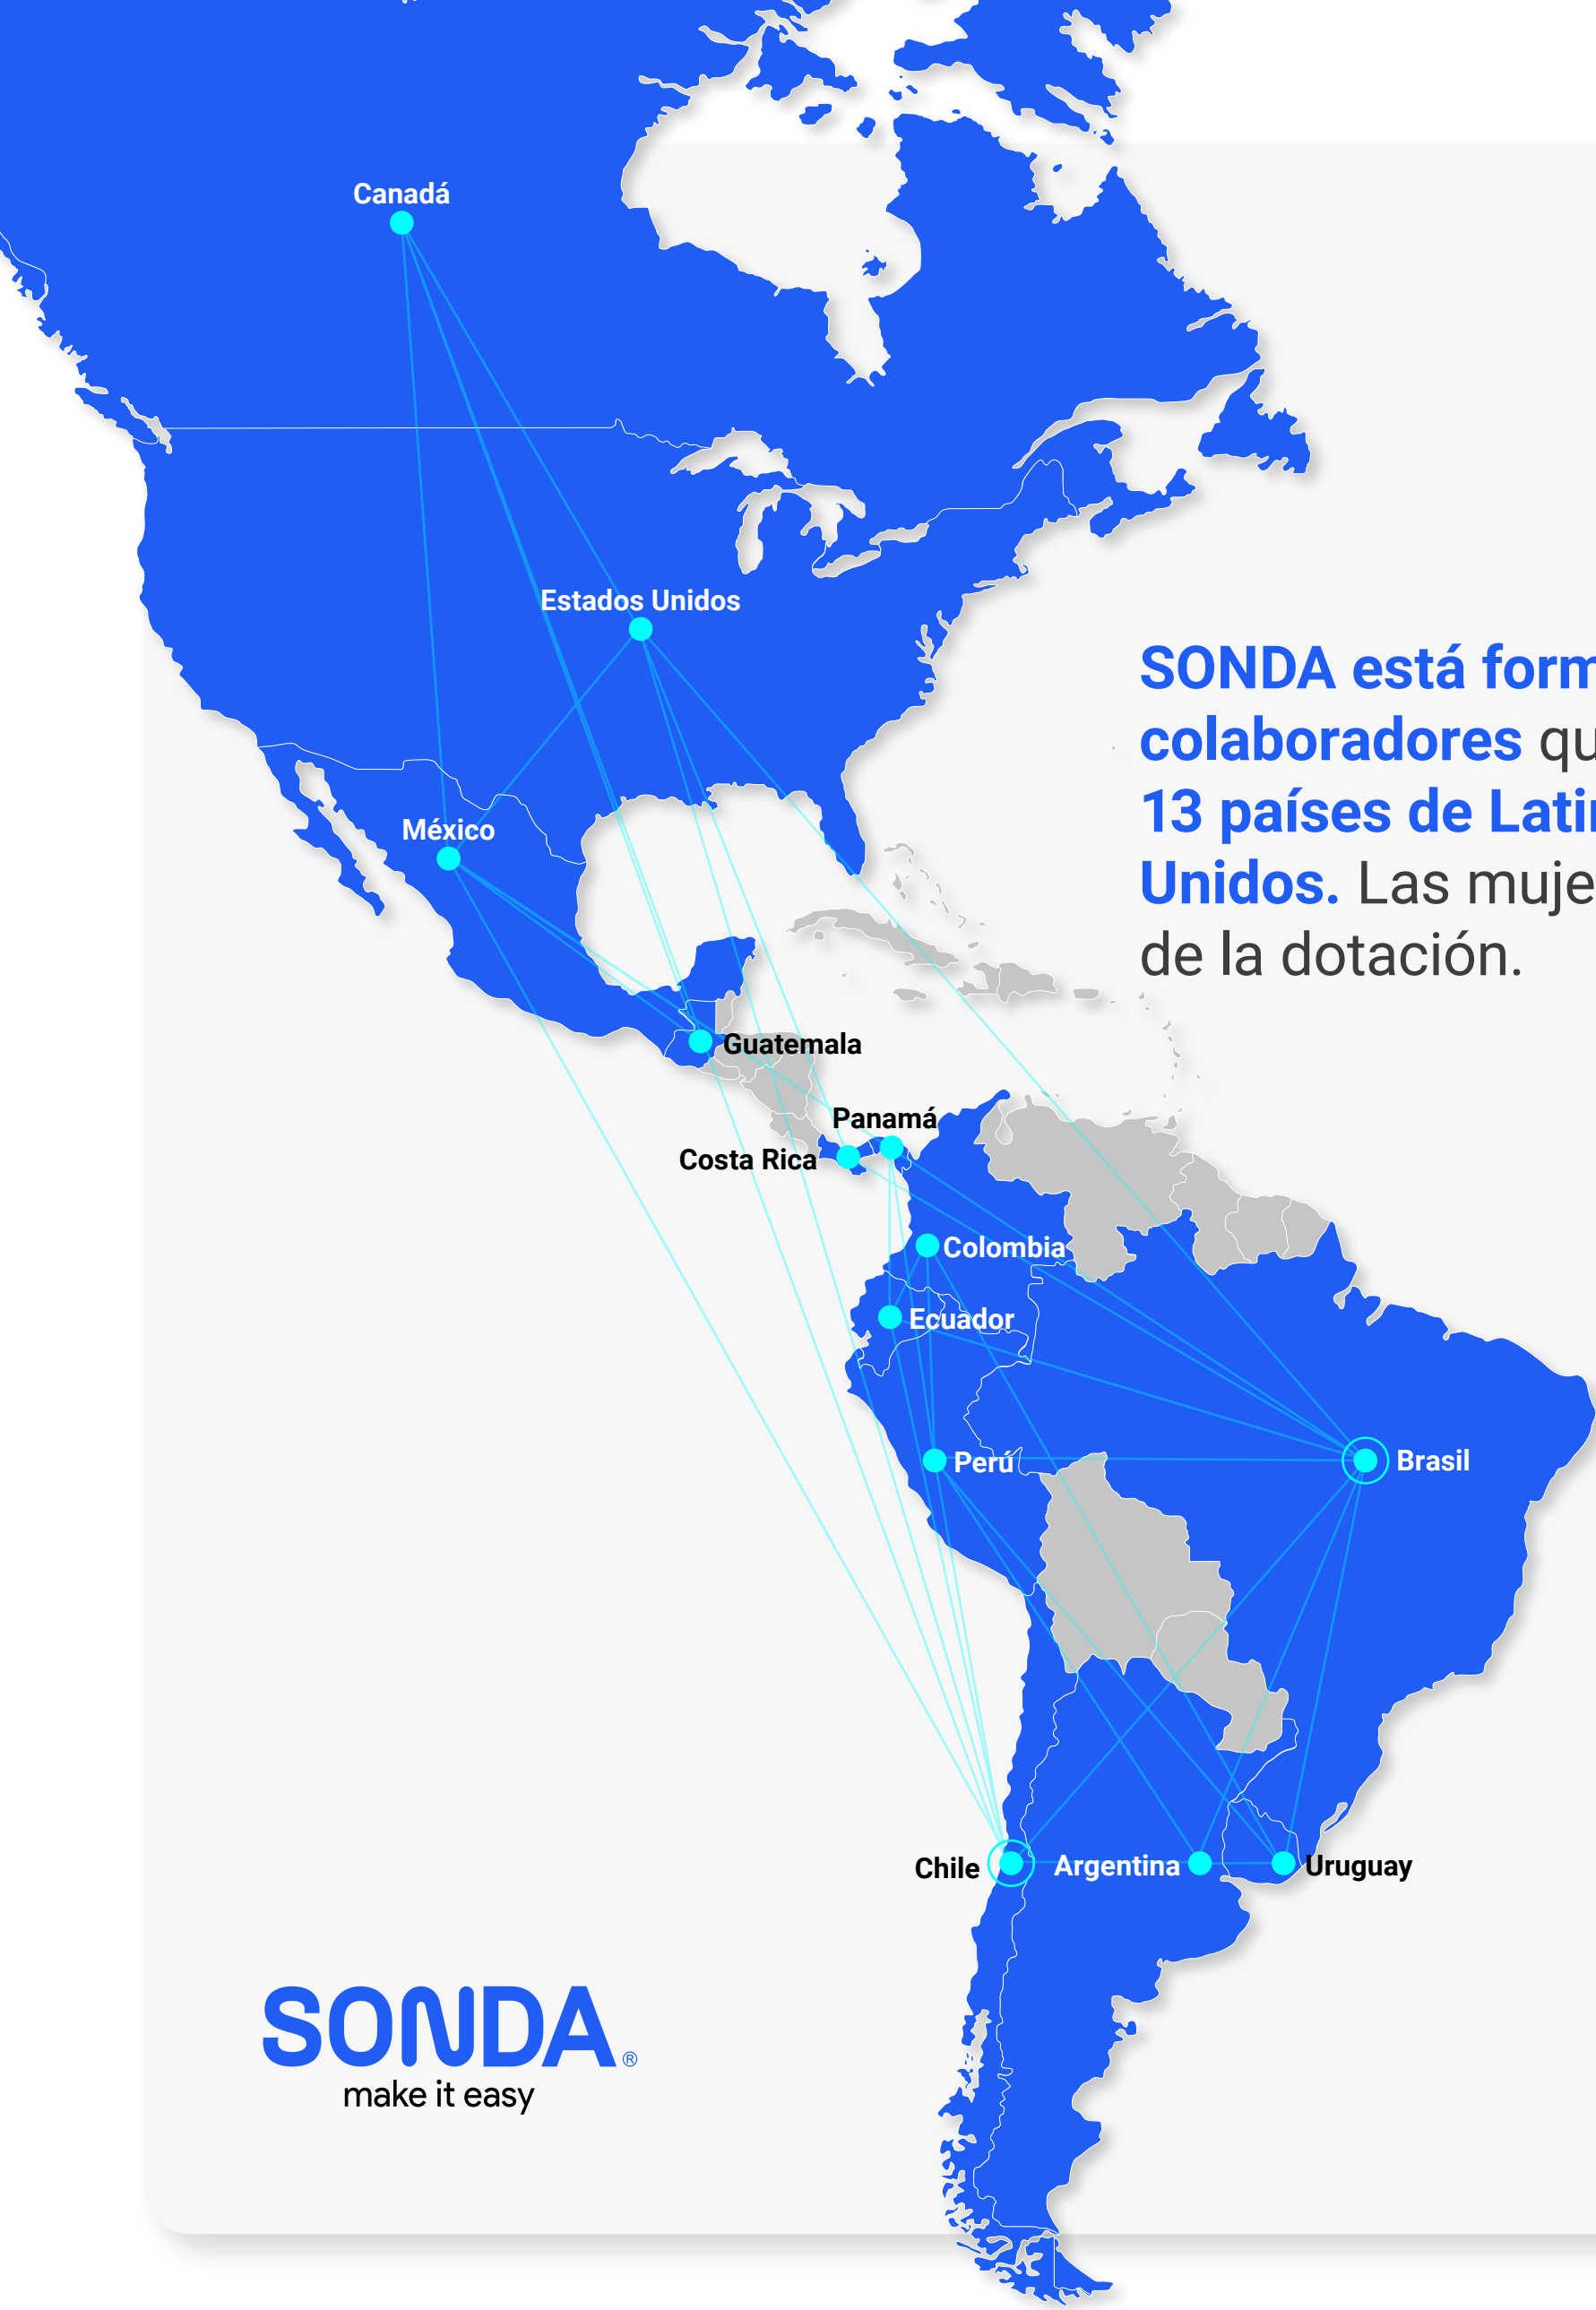 Canadá
Estados Unidos
SONDA está form
colaboradores qu
13 países de Latin
Unidos. Las muje
de la dotación.
México
Guatemala
Panamá
Costa Rica
Colombia
Ecuador
Perú
Brasil
Chile
Argentina
Uruguay
SONDA®
make it easy